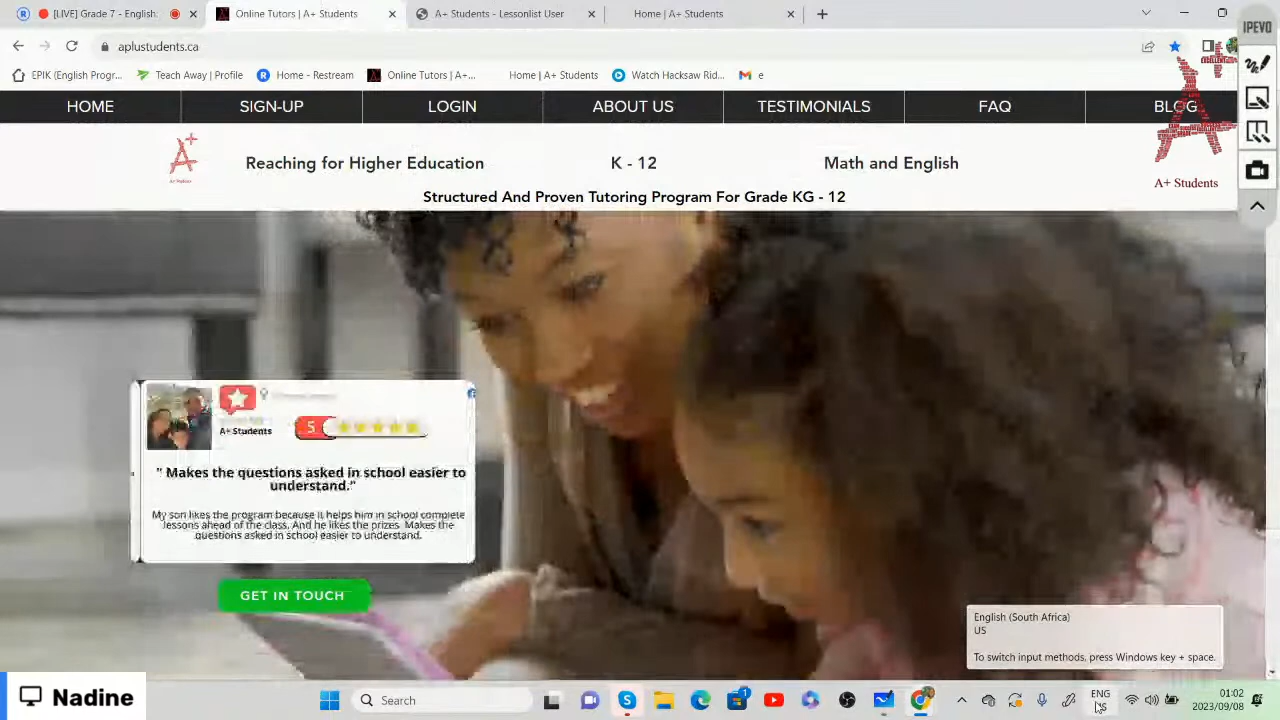 [LIVE] Grade 7 - English:
Online Tutors | A+ Students
A+ Students - Lessonlist User
Home | A+ Students
IPEVO
aplustudents.ca
EPIK (English Progr...
Teach Away | Profile
Home - Restream
Online Tutors | A+...
Home | A+ Students
Watch Hacksaw Rid...
e
HOME
SIGN-UP
LOGIN
ABOUT US
TESTIMONIALS
FAQ
BLOG
Reaching for Higher Education
K - 12
Math and English
A+ Students
Structured And Proven Tutoring Program For Grade KG - 12
A+ Students
5
" Makes the questions asked in school easier to
understand."
My son likes the program because it helps him in school complete
lessons ahead of the class. And he likes the prizes. Makes the
questions asked in school easier to understand.
GET IN TOUCH
English (South Africa)
US
To switch input methods, press Windows key + space.
Nadine
Search
ENG
US
01:02
2023/09/08